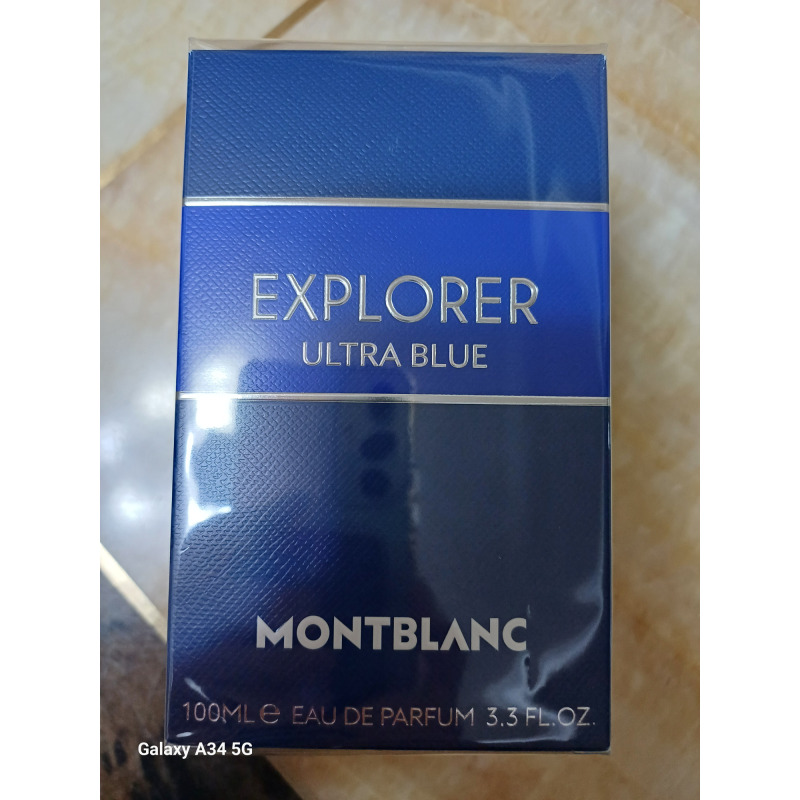 EXPLORER
ULTRA BLUE
MONTBLANC
100ML ℮ EAU DE PARFUM 3.3 FL.OZ.
Galaxy A34 5G